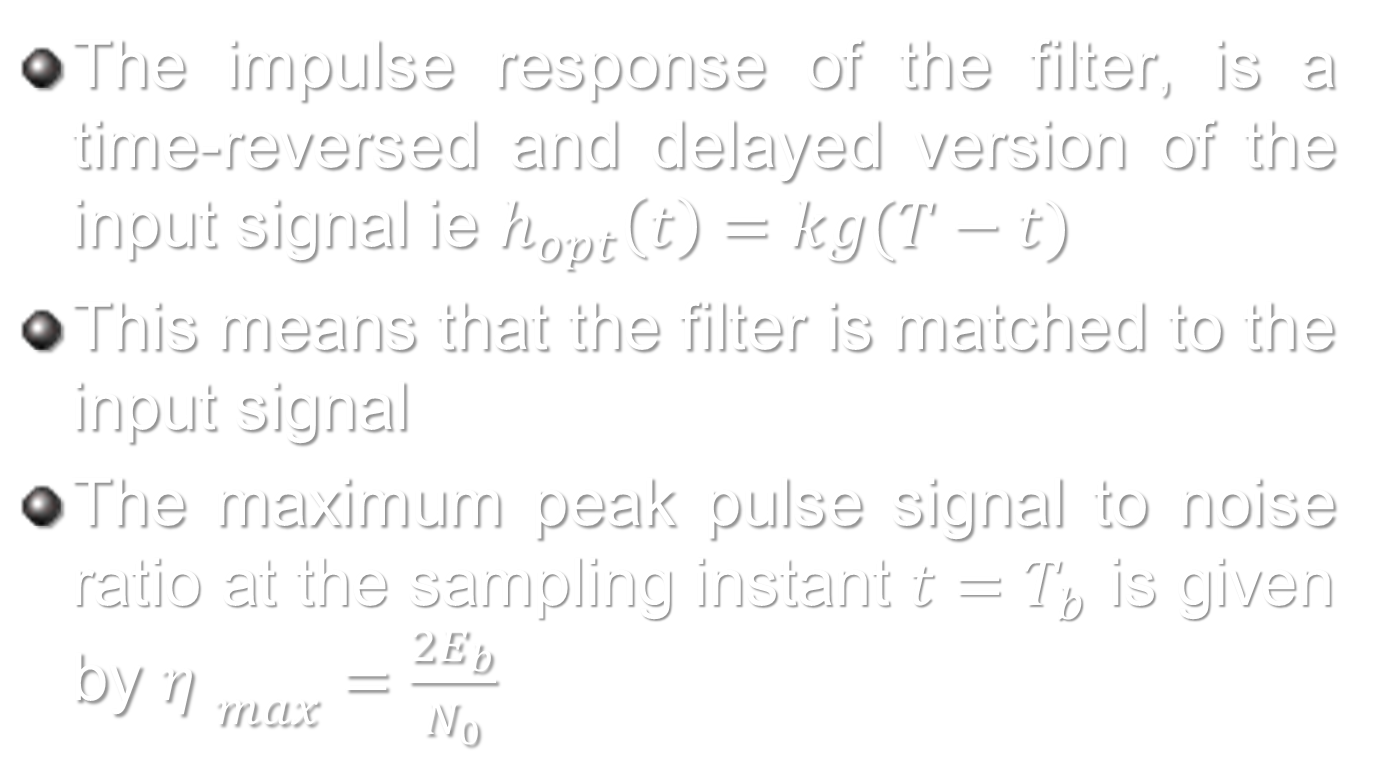 The impulse response of the filter, is a
time-reversed and delayed version of the
input signal ie h_opt(t) = kg(T − t)
This means that the filter is matched to the
input signal
The maximum peak pulse signal to noise
ratio at the sampling instant t = T_b is given
by η_max = 2E_b/N_0